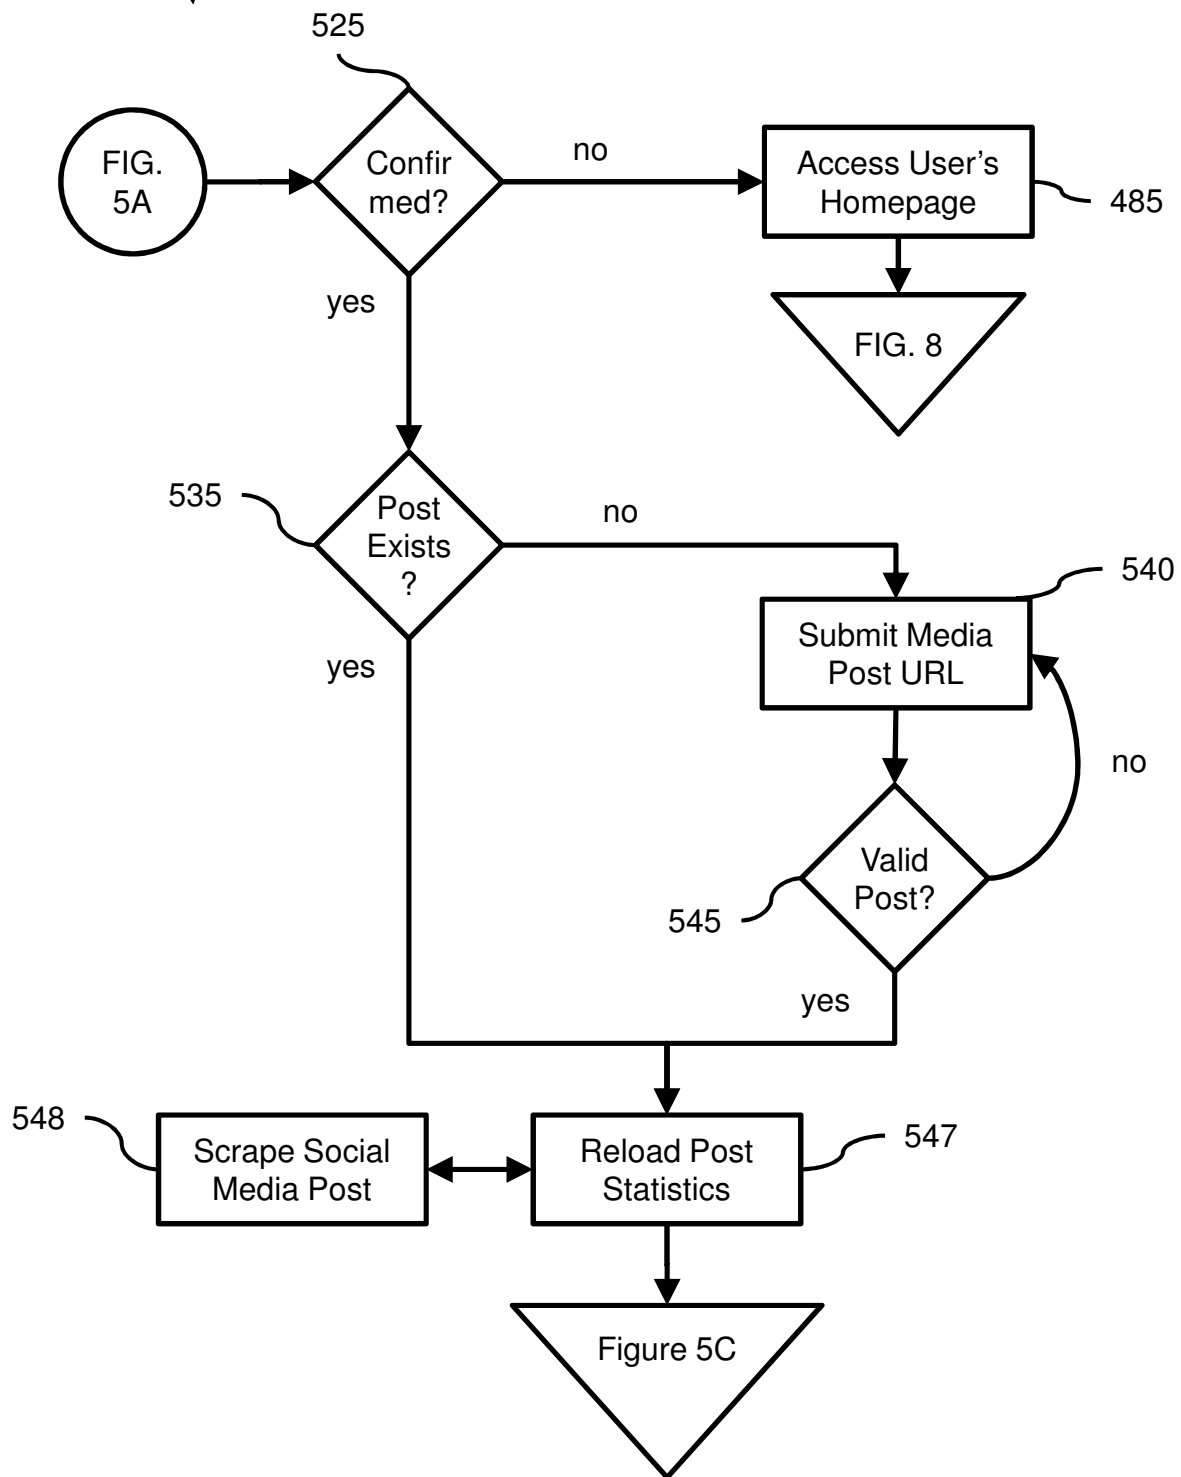 525
FIG.
5A
Confir
med?
no
Access User's
Homepage
485
yes
FIG. 8
535
Post
Exists
?
no
540
Submit Media
Post URL
yes
no
Valid
Post?
545
yes
548
Scrape Social
Media Post
Reload Post
Statistics
547
Figure 5C